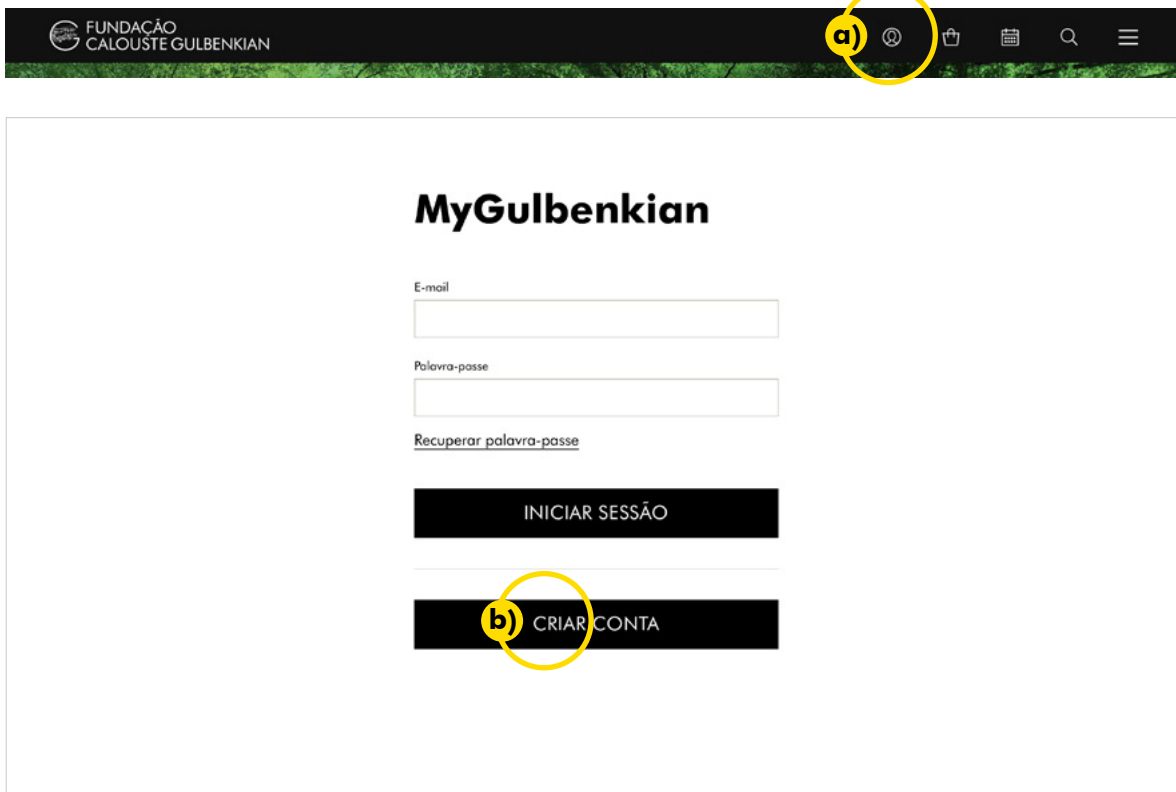 FUNDAÇÃO
CALOUSTE GULBENKIAN
a)
MyGulbenkian
E-mail
Palavra-passe
Recuperar palavra-passe
INICIAR SESSÃO
b) CRIAR CONTA